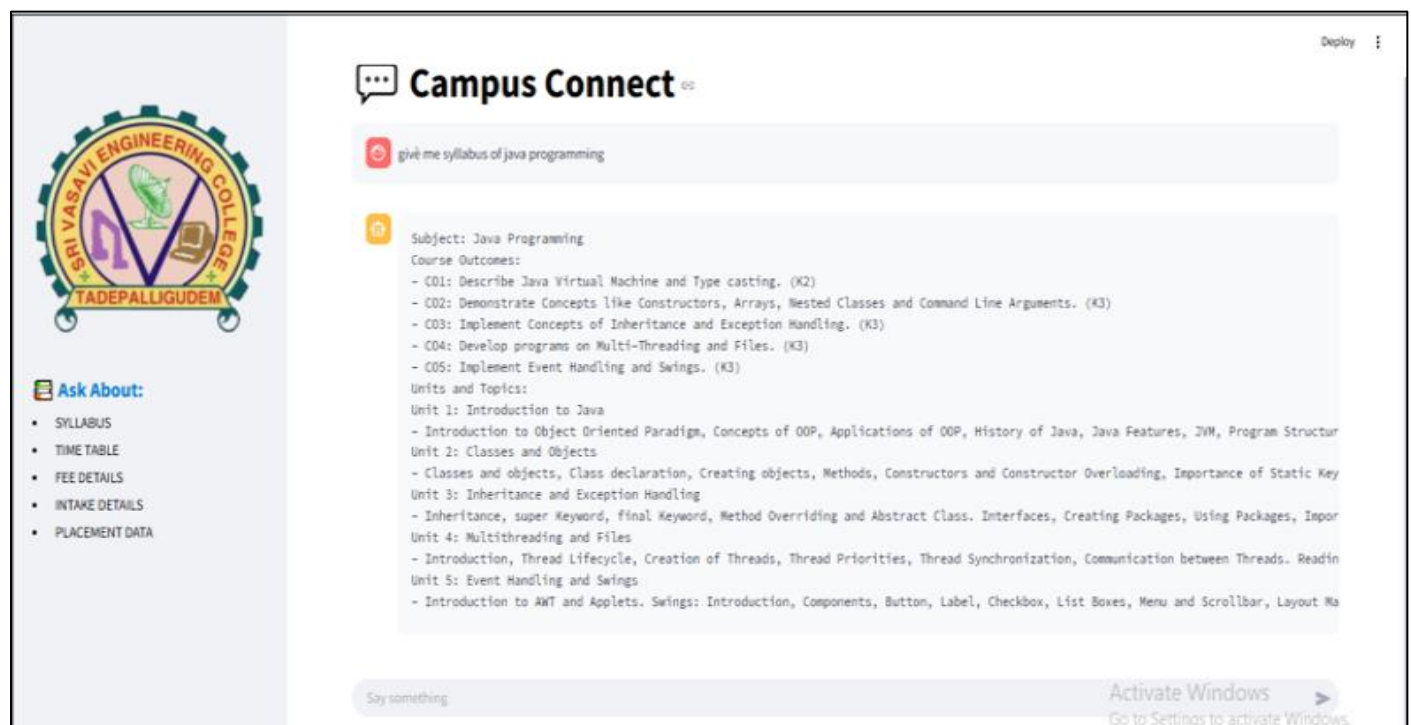 Deploy
Campus Connect
givè me syllabus of java programming
Subject: Java Programming
Course Outcomes:
- CO1: Describe Java Virtual Machine and Type casting. (K2)
- CO2: Demonstrate Concepts like Constructors, Arrays, Nested Classes and Command Line Arguments. (K3)
- CO3: Implement Concepts of Inheritance and Exception Handling. (K3)
- CO4: Develop programs on Multi-Threading and Files. (K3)
- CO5: Implement Event Handling and Swings. (K3)
Units and Topics:
Unit 1: Introduction to Java
- Introduction to Object Oriented Paradigm, Concepts of OOP, Applications of OOP, History of Java, Java Features, JVM, Program Structur
Unit 2: Classes and Objects
- Classes and objects, Class declaration, Creating objects, Methods, Constructors and Constructor Overloading, Importance of Static Key
Unit 3: Inheritance and Exception Handling
- Inheritance, super Keyword, final Keyword, Method Overriding and Abstract Class. Interfaces, Creating Packages, Using Packages, Impor
Unit 4: Multithreading and Files
- Introduction, Thread Lifecycle, Creation of Threads, Thread Priorities, Thread Synchronization, Communication between Threads. Readin
Unit 5: Event Handling and Swings
- Introduction to AWT and Applets. Swings: Introduction, Components, Button, Label, Checkbox, List Boxes, Menu and Scrollbar, Layout Ma
Say something
Activate Windows
Go to Settings to activate Windows.
SRI VASAVI ENGINEERING COLLEGE
TADEPALLIGUDEM
Ask About:
• SYLLABUS
• TIME TABLE
• FEE DETAILS
• INTAKE DETAILS
• PLACEMENT DATA